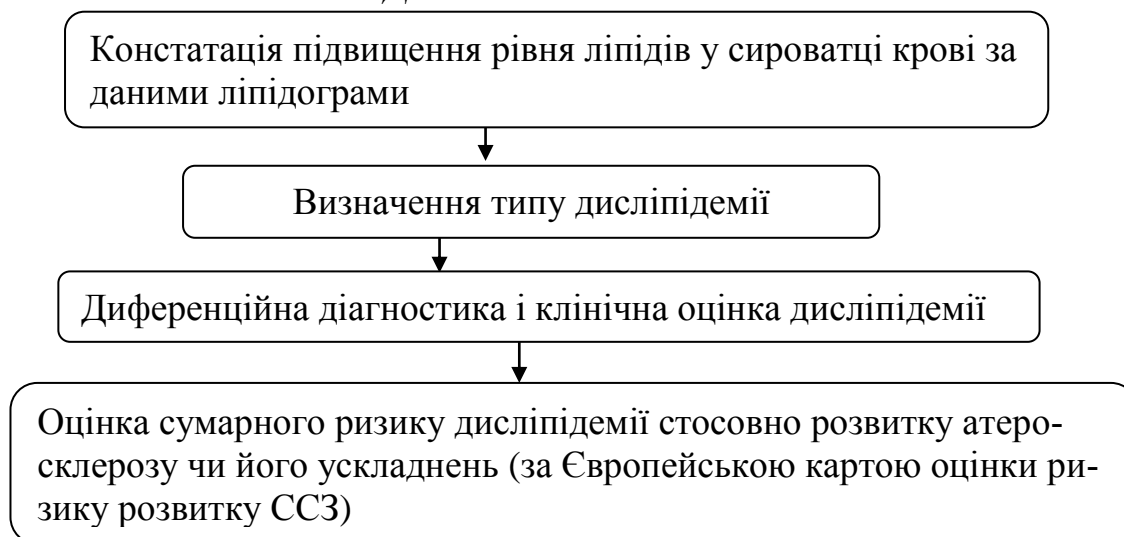 Констатація підвищення рівня ліпідів у сироватці крові за
даними ліпідограми
Визначення типу дисліпідемії
Диференційна діагностика і клінічна оцінка дисліпідемії
Оцінка сумарного ризику дисліпідемії стосовно розвитку атеро-
склерозу чи його ускладнень (за Європейською картою оцінки ри-
зику розвитку ССЗ)